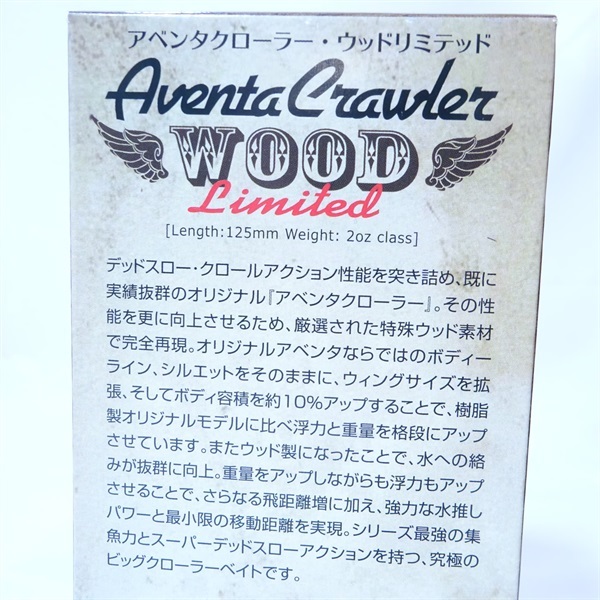 アベンタクローラー・ウッドリミテッド
Aventa Crawler
WOOD
Limited
[Length:125mm Weight: 2oz class]
デッドスロー・クロールアクション性能を突き詰め、既に
実績抜群のオリジナル『アベンタクローラー』。その性
能を更に向上させるため、厳選された特殊ウッド素材
で完全再現。オリジナルアベンタならではのボディー
ライン、シルエットをそのままに、ウィングサイズを拡
張、そしてボディ容積を約10%アップすることで、樹脂
製オリジナルモデルに比べ浮力と重量を格段にアップ
させています。またウッド製になったことで、水への絡
みが抜群に向上。重量をアップしながらも浮力もアップ
させることで、さらなる飛距離増に加え、強力な水推し
パワーと最小限の移動距離を実現。シリーズ最強の集
魚力とスーパーデッドスローアクションを持つ、究極の
ビッグクローラーベイトです。